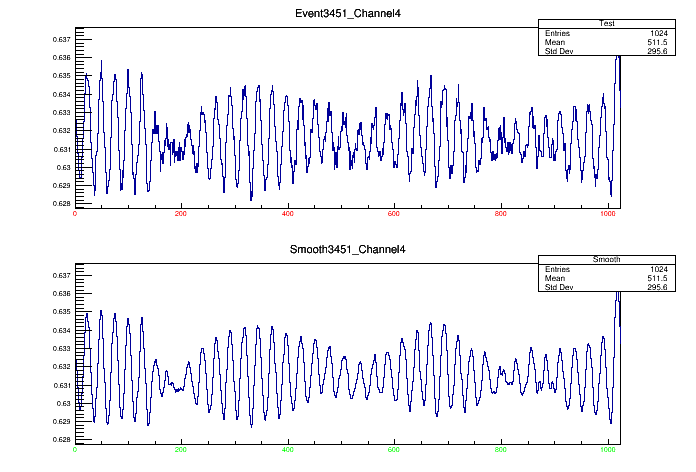 Event3451_Channel4
Test
Entries 1024
Mean 511.5
Std Dev 295.6
0.637
0.636
0.635
0.634
0.633
0.632
0.631
0.63
0.629
0.628
0 200 400 600 800 1000
Smooth3451_Channel4
Smooth
Entries 1024
Mean 511.5
Std Dev 295.6
0.637
0.636
0.635
0.634
0.633
0.632
0.631
0.63
0.629
0.628
0 200 400 600 800 1000